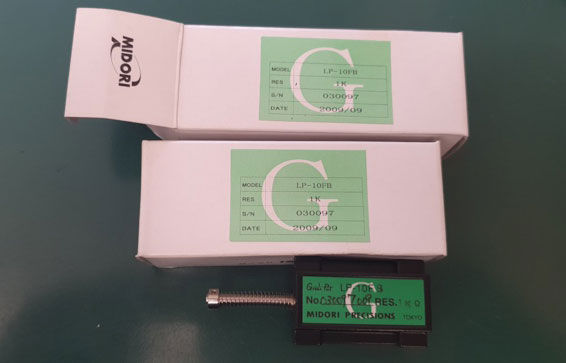 MIDORI
MODEL LP-10FB
RES. 1K
S/N 030097
DATE 2009/09
G
MODEL LP-10FB
RES. 1K
S/N 030097
DATE 2009/09
G
LP-10FB
No. RES. 1KΩ
MIDORI PRECISIONS TOKYO
G